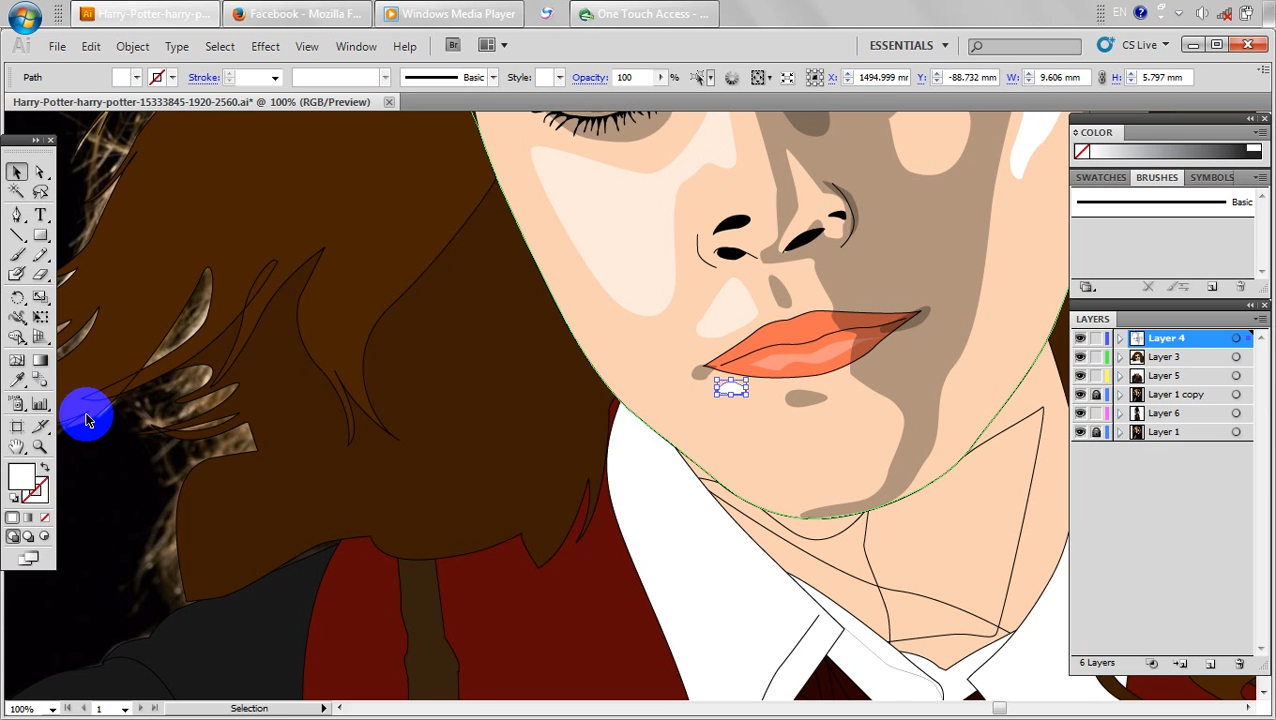 Harry-Potter-harry-p...
Facebook - Mozilla F...
Windows Media Player
One Touch Access - ...
EN
Ai
File Edit Object Type Select Effect View Window Help
Br
ESSENTIALS
CS Live
Path
Stroke:
Basic
Style:
Opacity: 100 %
X: 1494.999 mm
Y: -88.732 mm
W: 9.606 mm
H: 5.797 mm
Harry-Potter-harry-potter-15333845-1920-2560.ai* @ 100% (RGB/Preview)
COLOR
SWATCHES BRUSHES SYMBOLS
Basic
LAYERS
Layer 4
Layer 3
Layer 5
Layer 1 copy
Layer 6
Layer 1
6 Layers
100% 1 Selection